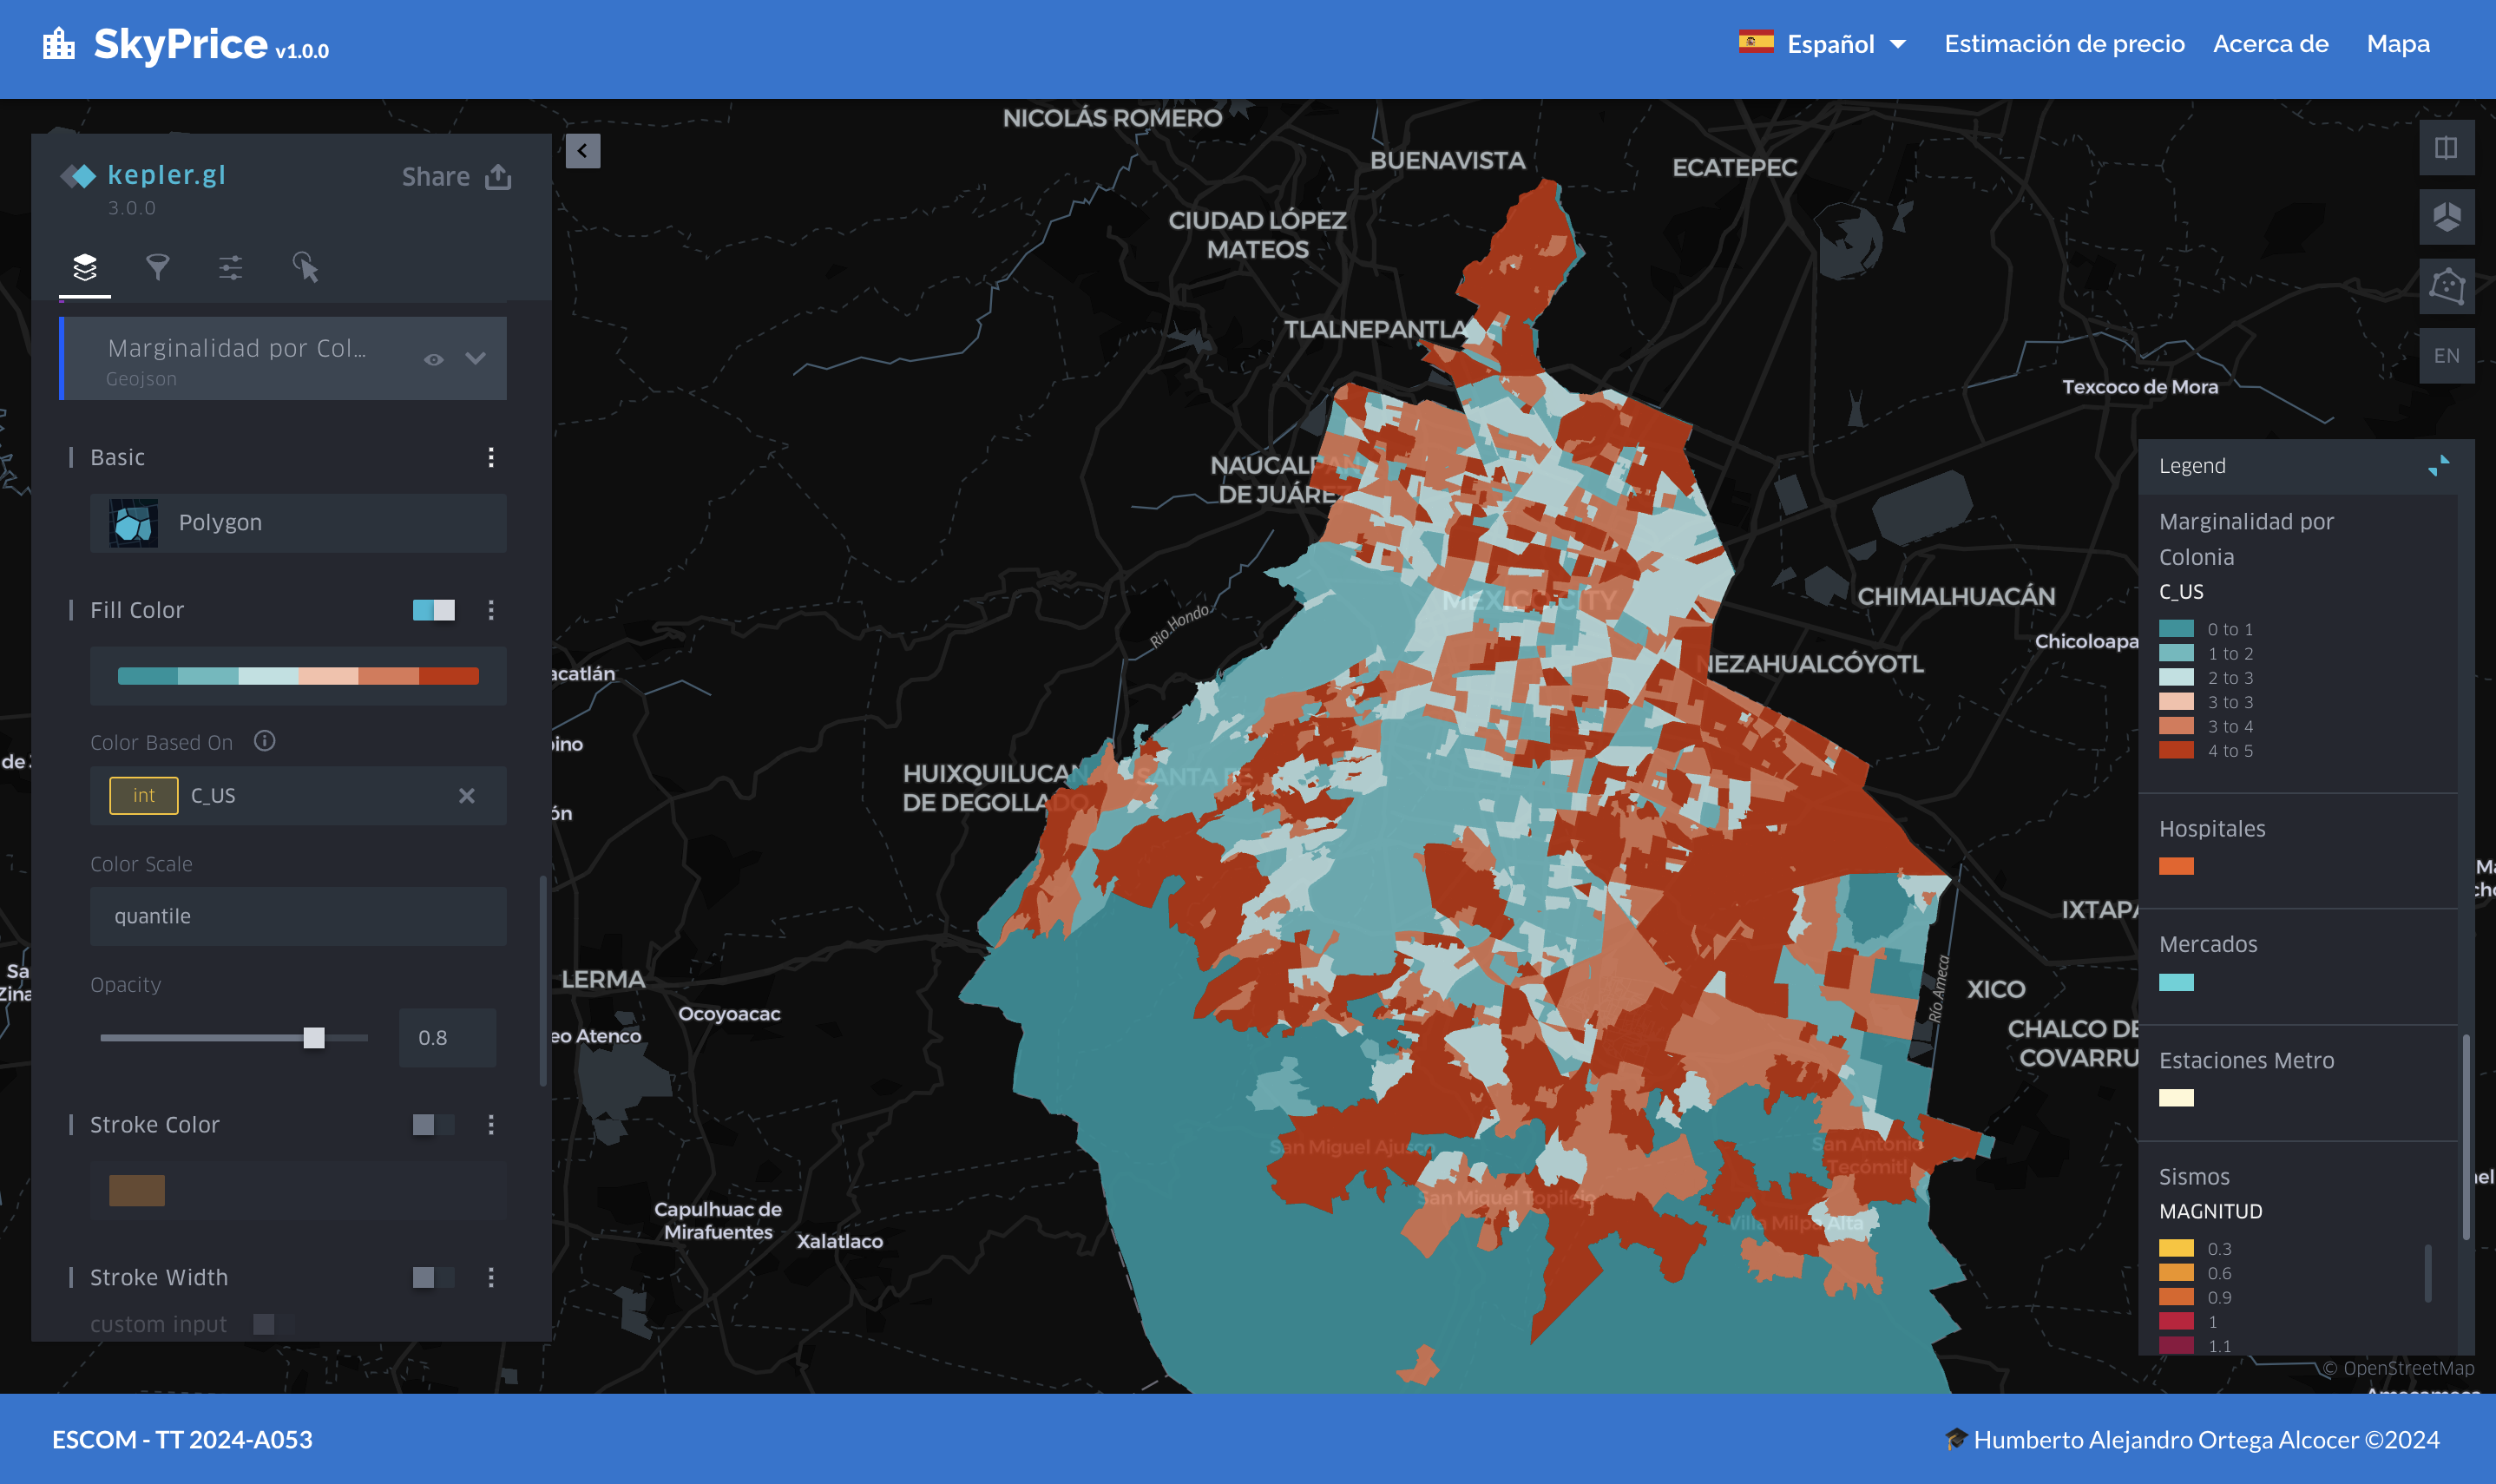 SkyPrice v1.0.0
Español
Estimación de precio
Acerca de
Mapa
kepler.gl
3.0.0
Share
Marginalidad por Col...
Geojson
Basic
Polygon
Fill Color
Color Based On
int C_US
Color Scale
quantile
Opacity
0.8
Stroke Color
Stroke Width
custom input
NICOLÁS ROMERO
BUENAVISTA
ECATEPEC
CIUDAD LÓPEZ
MATEOS
TLALNEPANTLA
Texcoco de Mora
NAUCALPAN
DE JUÁREZ
MEXICO CITY
Río Hondo
CHIMALHUACÁN
Chicoloapa
NEZAHUALCÓYOTL
acatlán
ino
HUIXQUILUCAN
DE DEGOLLADO
SANTA FE
ón
de
IXTAPA
LERMA
Sa
Zina
Ocoyoacac
eo Atenco
Río Ameca
XICO
CHALCO DE
COVARRU
San Miguel Ajusco
San Antonio
Tecómitl
San Miguel Topilejo
Villa Milpa Alta
Capulhuac de
Mirafuentes
Xalatlaco
EN
Legend
Marginalidad por
Colonia
C_US
0 to 1
1 to 2
2 to 3
3 to 3
3 to 4
4 to 5
Hospitales
Mercados
Estaciones Metro
Sismos
MAGNITUD
0.3
0.6
0.9
1
1.1
© OpenStreetMap
ESCOM - TT 2024-A053
Humberto Alejandro Ortega Alcocer ©2024